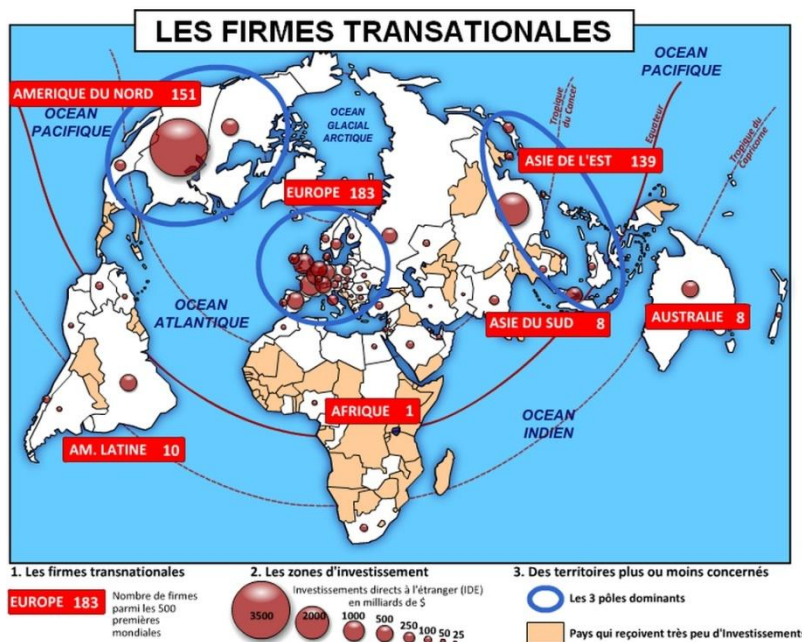 LES FIRMES TRANSATIONALES
AMERIQUE DU NORD 151
OCEAN
PACIFIQUE
OCEAN
GLACIAL
ARCTIQUE
EUROPE 183
Tropique
du Cancer
OCEAN
PACIFIQUE
Equateur
Tropique du
Capricorne
ASIE DE L'EST 139
OCEAN
ATLANTIQUE
ASIE DU SUD 8
AUSTRALIE 8
AFRIQUE 1
OCEAN
INDIEN
AM. LATINE 10
1. Les firmes transnationales
EUROPE 183
Nombre de firmes
parmi les 500
premières
mondiales
2. Les zones d'investissement
Investissements directs à l'étranger (IDE)
en milliards de $
3500 2000 1000 500 250 100 50 25
3. Des territoires plus ou moins concernés
Les 3 pôles dominants
Pays qui reçoivent très peu d'Investissements